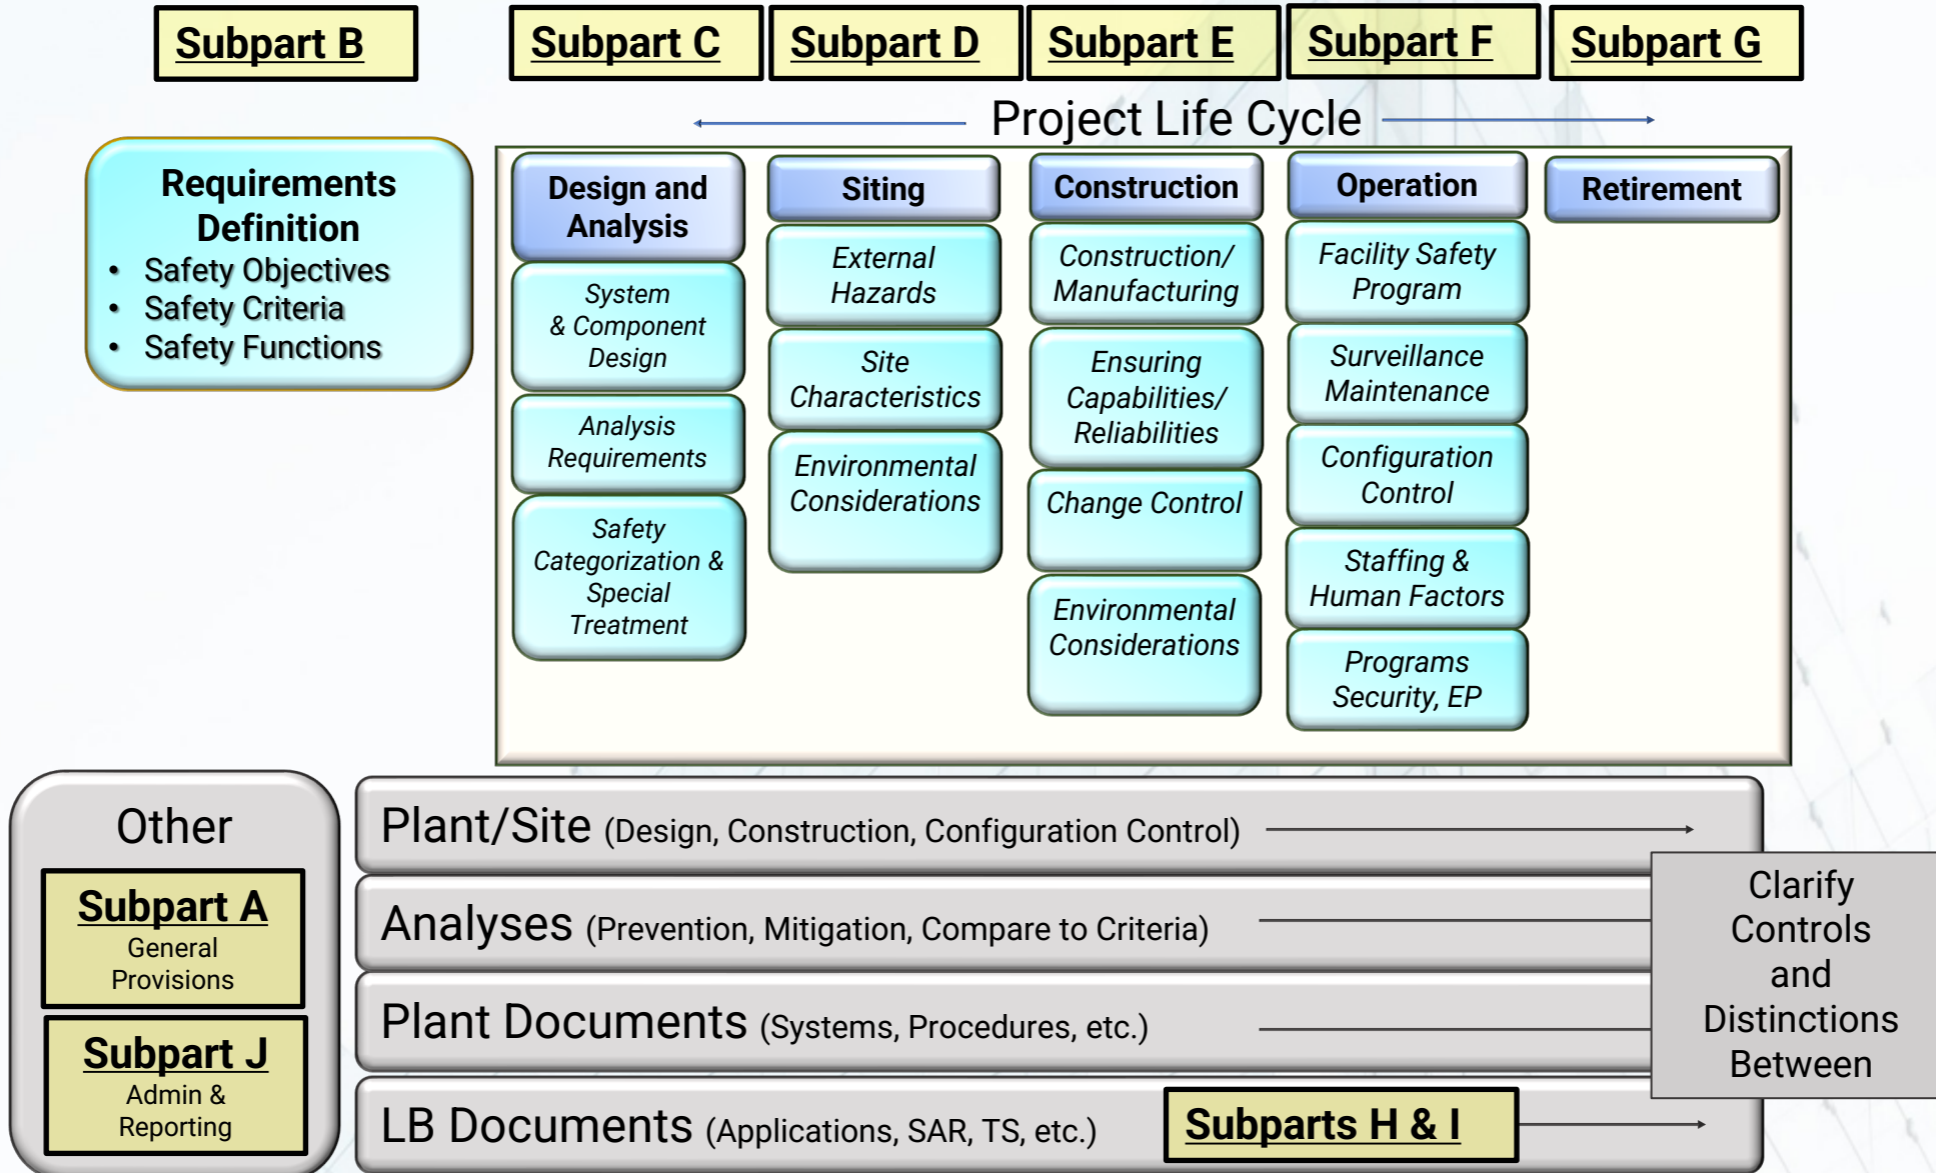 Subpart B
Subpart C
Subpart D
Subpart E
Subpart F
Subpart G
Project Life Cycle
Requirements
Definition
• Safety Objectives
• Safety Criteria
• Safety Functions
Design and
Analysis
System
& Component
Design
Analysis
Requirements
Safety
Categorization &
Special
Treatment
Siting
External
Hazards
Site
Characteristics
Environmental
Considerations
Construction
Construction/
Manufacturing
Ensuring
Capabilities/
Reliabilities
Change Control
Environmental
Considerations
Operation
Facility Safety
Program
Surveillance
Maintenance
Configuration
Control
Staffing &
Human Factors
Programs
Security, EP
Retirement
Other
Subpart A
General
Provisions
Subpart J
Admin &
Reporting
Plant/Site (Design, Construction, Configuration Control)
Analyses (Prevention, Mitigation, Compare to Criteria)
Plant Documents (Systems, Procedures, etc.)
LB Documents (Applications, SAR, TS, etc.)
Subparts H & I
Clarify
Controls
and
Distinctions
Between